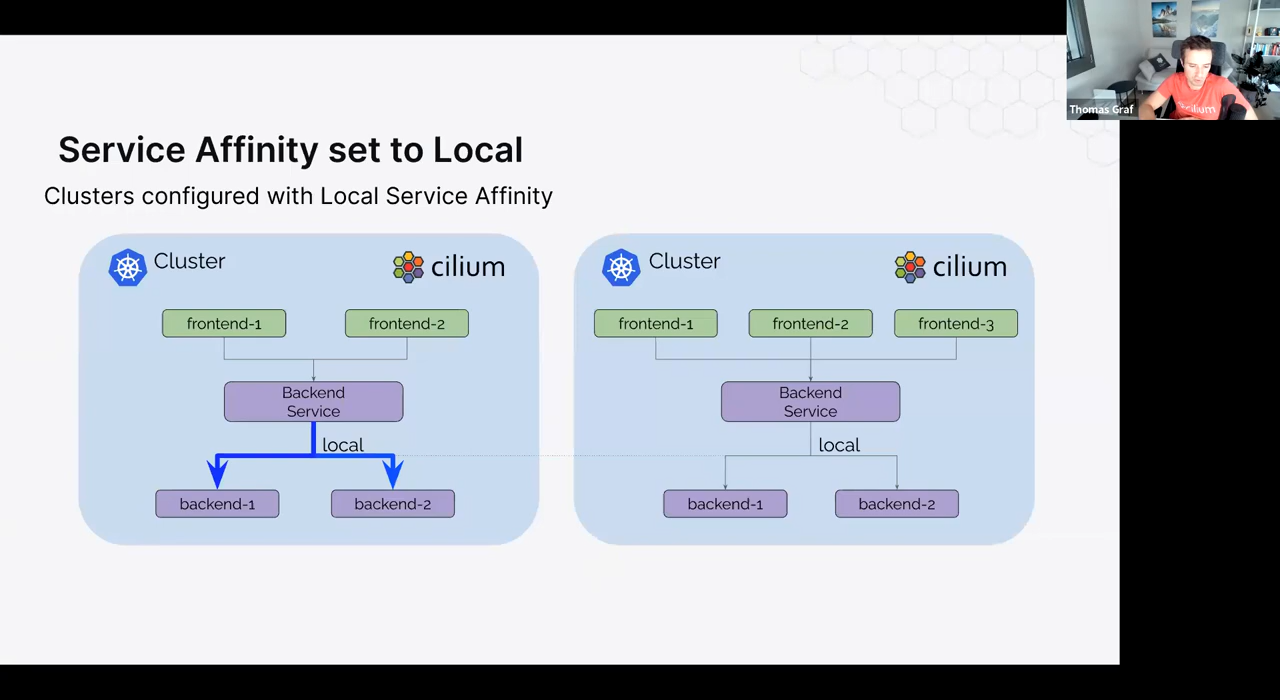 Thomas Graf
cilium
Service Affinity set to Local
Clusters configured with Local Service Affinity
Cluster
cilium
frontend-1
frontend-2
Backend
Service
local
backend-1
backend-2
Cluster
cilium
frontend-1
frontend-2
frontend-3
Backend
Service
local
backend-1
backend-2